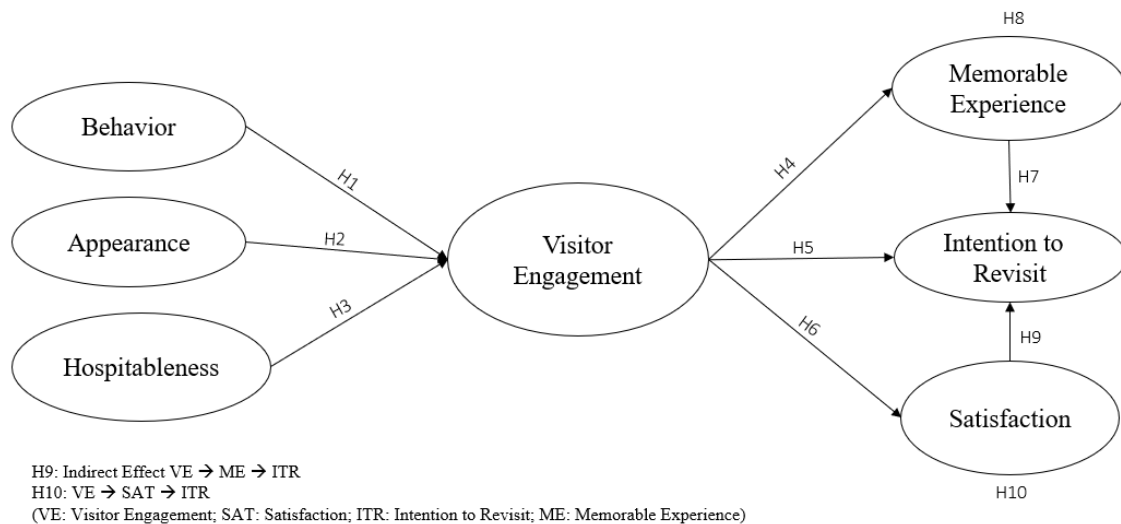 H8
Memorable
Experience
Behavior
H1
H4
H7
Appearance
H2
Visitor
Engagement
H5
Intention to
Revisit
H3
H6
H9
Hospitableness
Satisfaction
H9: Indirect Effect VE → ME → ITR
H10: VE → SAT → ITR
H10
(VE: Visitor Engagement; SAT: Satisfaction; ITR: Intention to Revisit; ME: Memorable Experience)